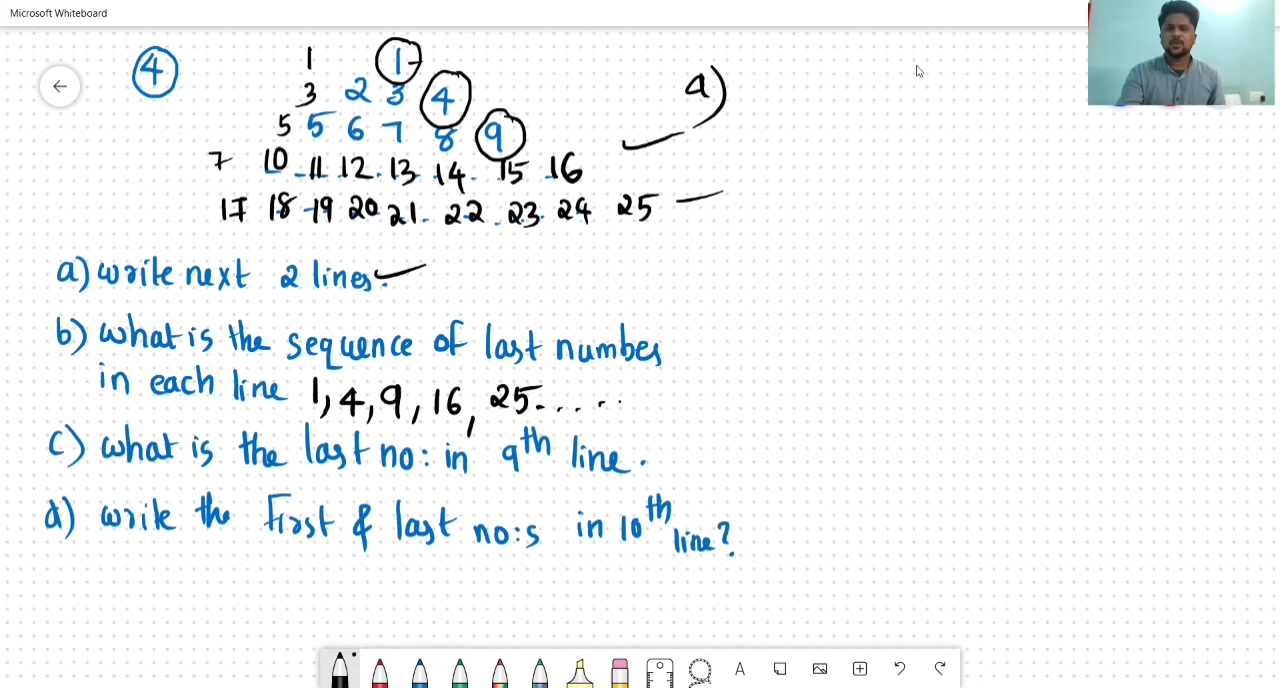 Microsoft Whiteboard
4
1 1
3 2 3 4
5 5 6 7 8 9
7 10 11 12 13 14 15 16
17 18 19 20 21 22 23 24 25
a)
a) write next 2 lines.
b) what is the sequence of last number
in each line 1, 4, 9, 16, 25.....
c) what is the last no: in 9th line.
d) write the First & last no:s in 10th line?
A